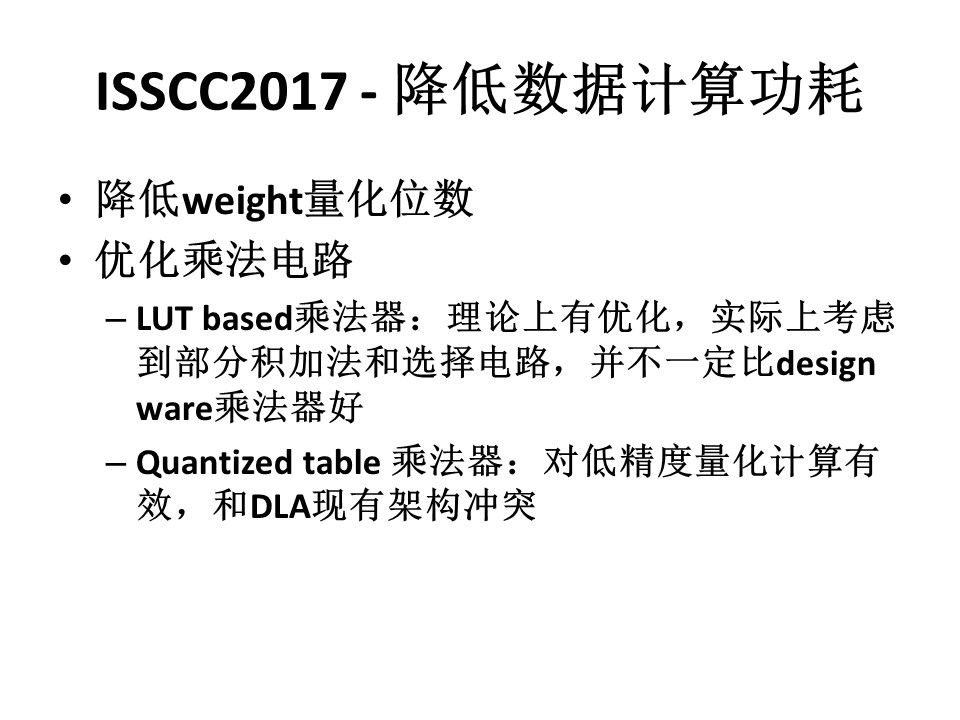 ISSCC2017 - 降低数据计算功耗
• 降低weight量化位数
• 优化乘法电路
– LUT based乘法器：理论上有优化，实际上考虑
到部分积加法和选择电路，并不一定比design
ware乘法器好
– Quantized table 乘法器：对低精度量化计算有
效，和DLA现有架构冲突